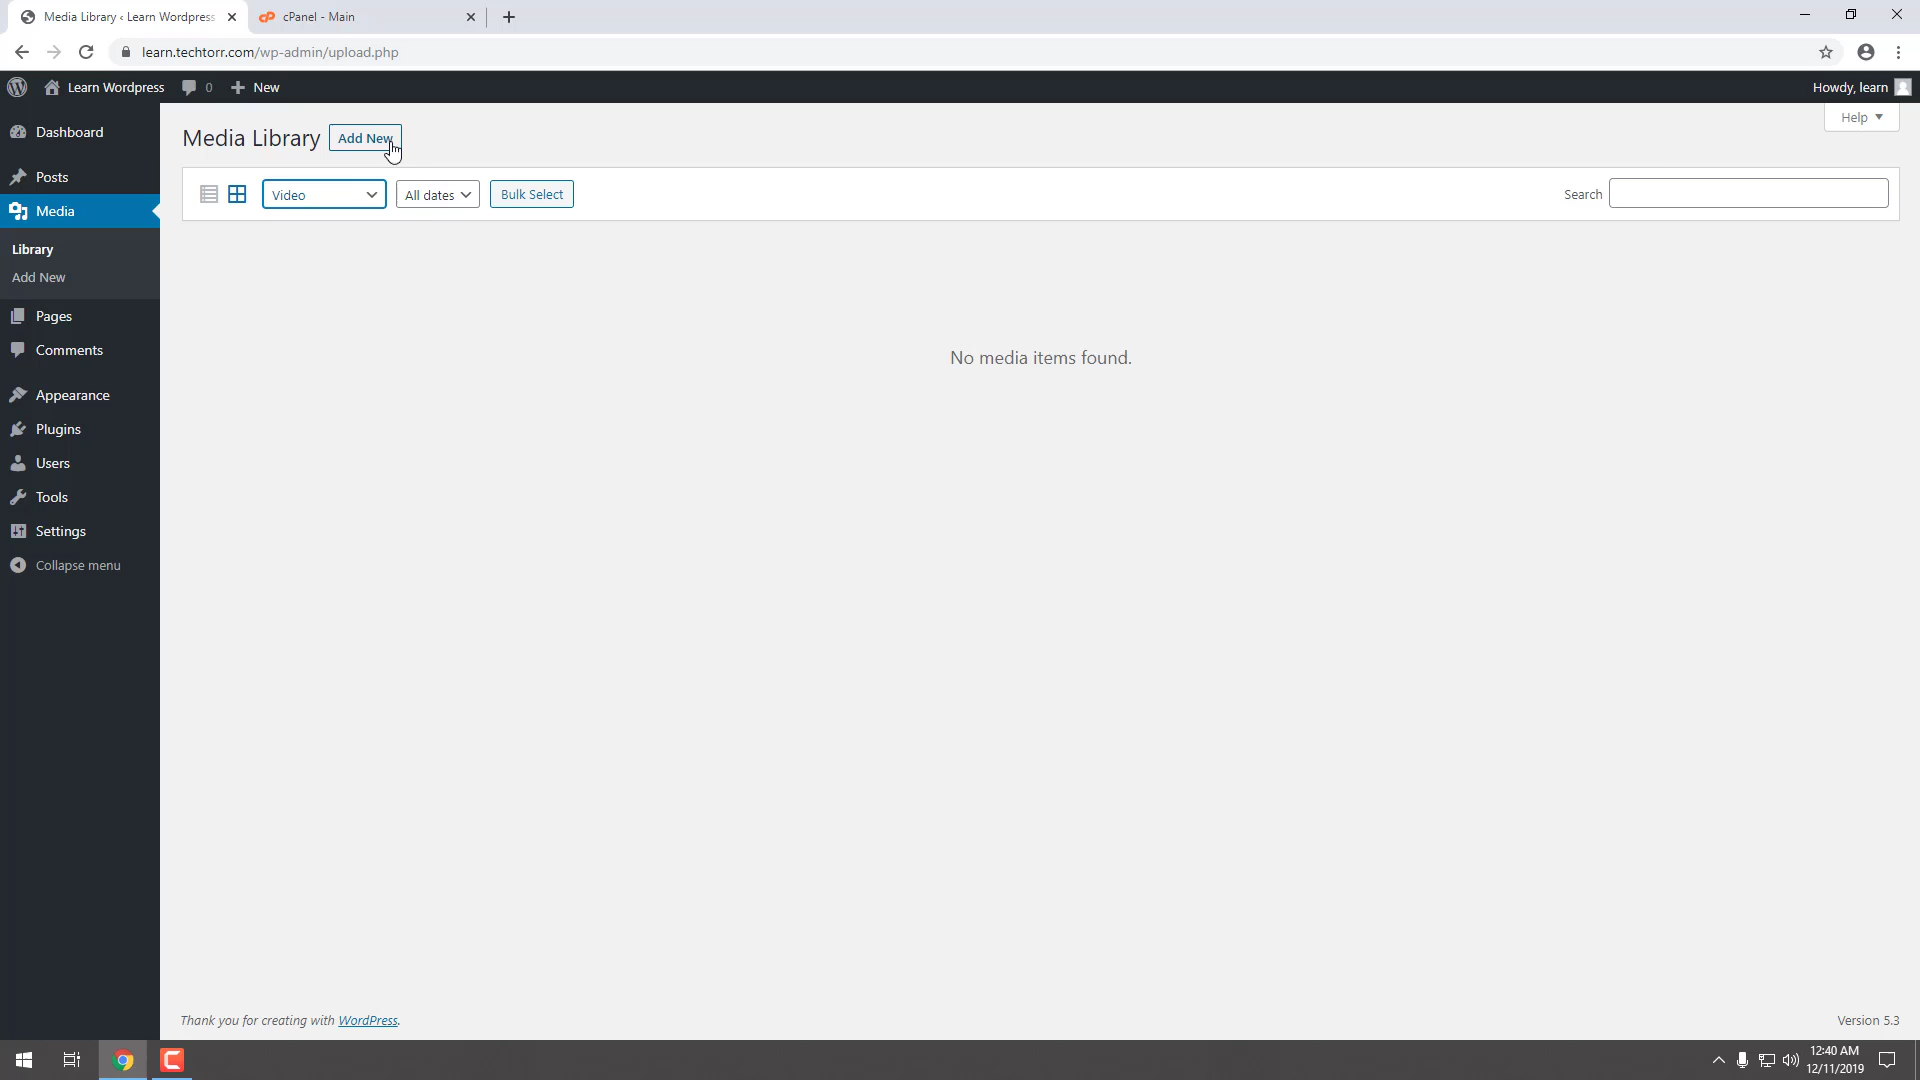 Media Library ‹ Learn Wordpress
cPanel - Main
learn.techtorr.com/wp-admin/upload.php
Learn Wordpress
0
New
Howdy, learn
Dashboard
Posts
Media
Library
Add New
Pages
Comments
Appearance
Plugins
Users
Tools
Settings
Collapse menu
Media Library
Add New
Help
Video
All dates
Bulk Select
Search
No media items found.
Thank you for creating with WordPress.
Version 5.3
12:40 AM
12/11/2019